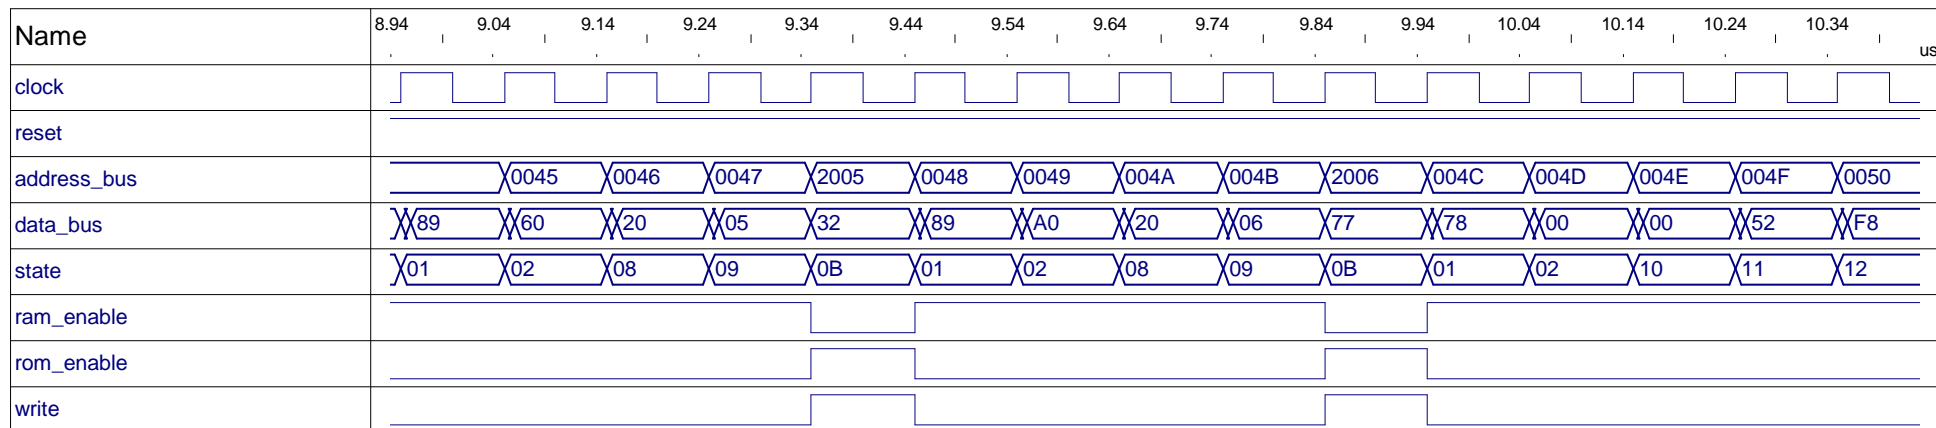 Name 8.94 9.04 9.14 9.24 9.34 9.44 9.54 9.64 9.74 9.84 9.94 10.04 10.14 10.24 10.34
us
clock
reset
address_bus 0045 0046 0047 2005 0048 0049 004A 004B 2006 004C 004D 004E 004F 0050
data_bus 89 60 20 05 32 89 A0 20 06 77 78 00 00 52 F8
state 01 02 08 09 0B 01 02 08 09 0B 01 02 10 11 12
ram_enable
rom_enable
write